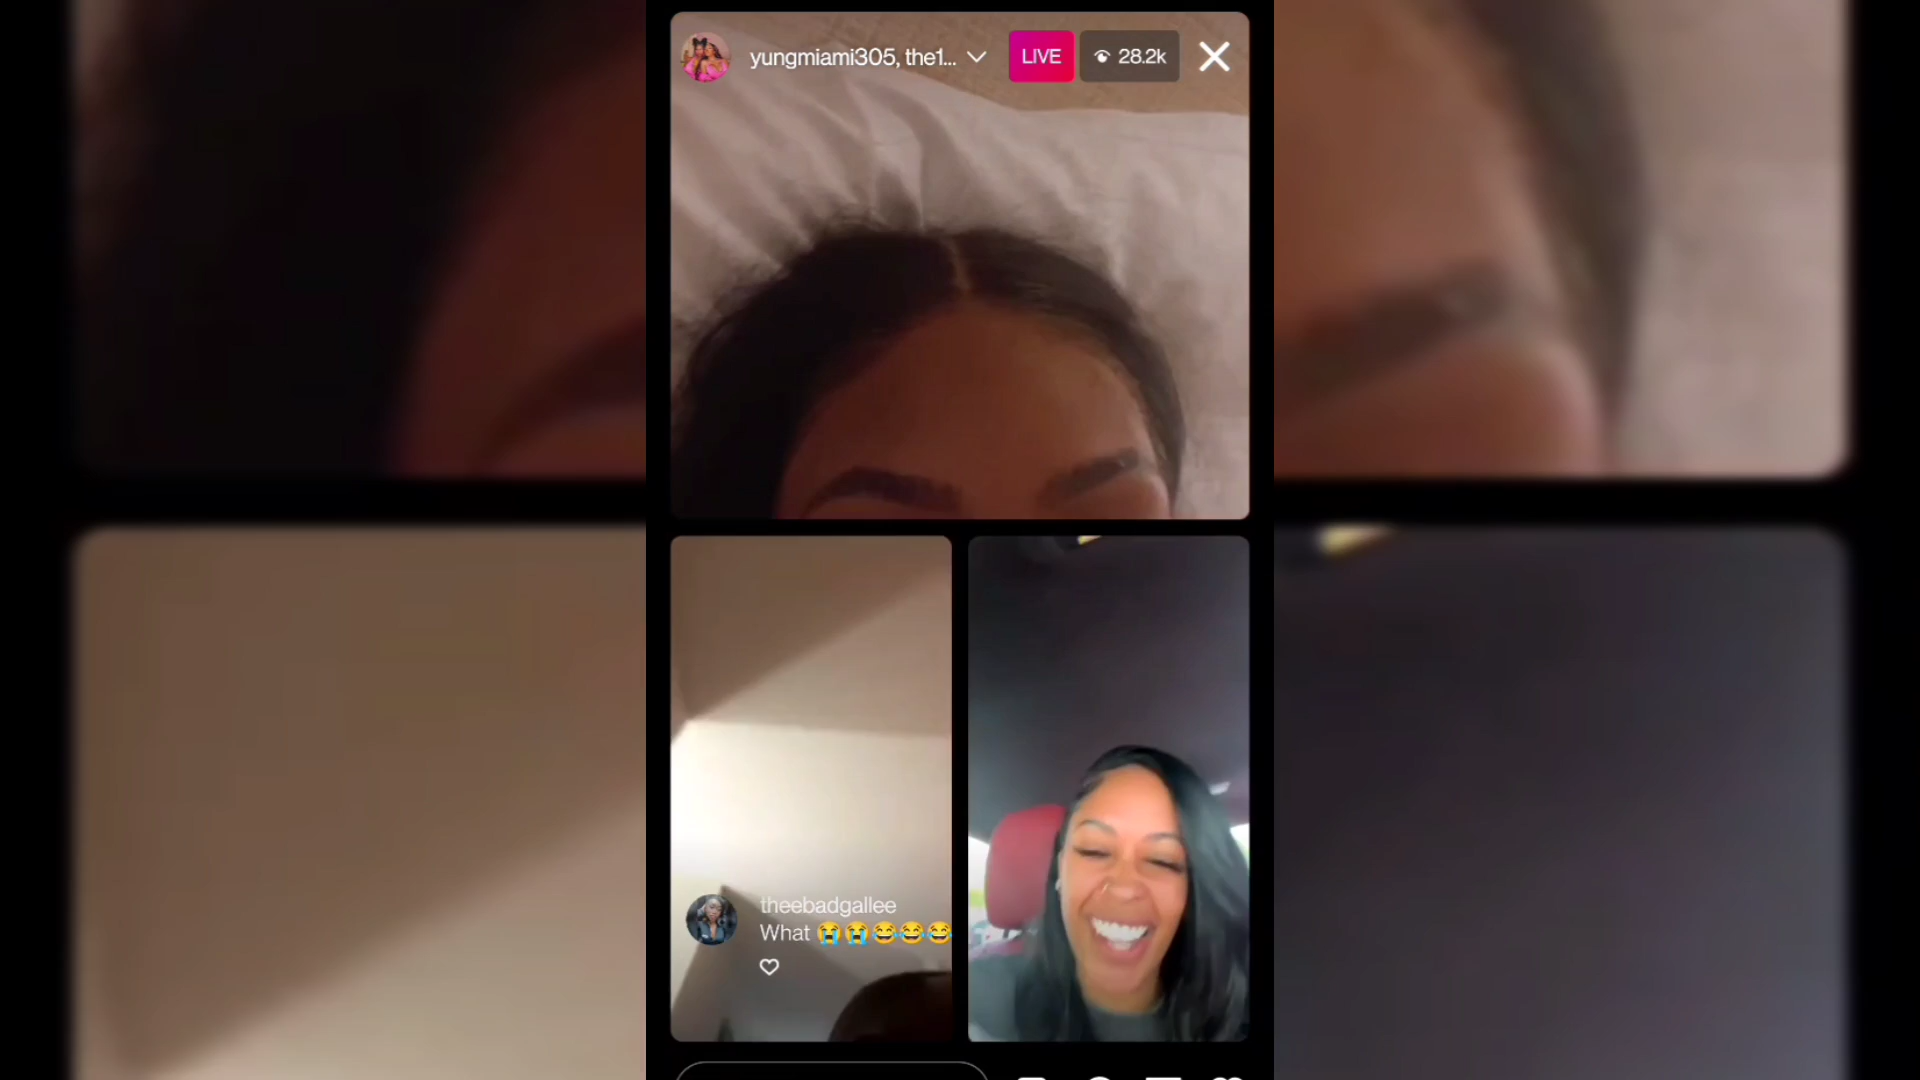 yungmiami305, the1...
LIVE
28.2k
theebadgallee
What 😭😭😂😂😂